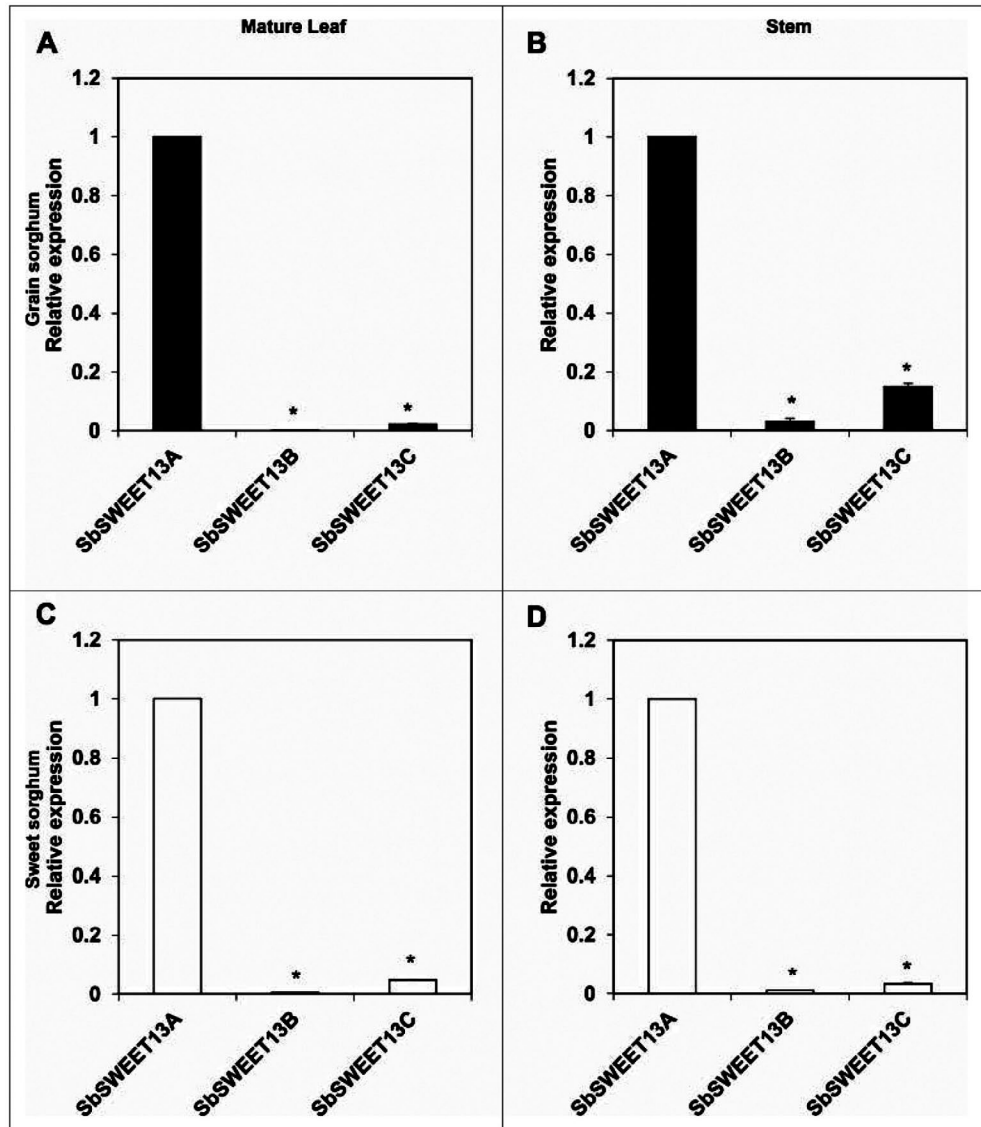 Mature Leaf
Stem
A
Grain sorghum
Relative expression
1.2
1
0.8
0.6
0.4
0.2
0
*
*
SbSWEET13A
SbSWEET13B
SbSWEET13C
B
Relative expression
1.2
1
0.8
0.6
0.4
0.2
0
*
*
SbSWEET13A
SbSWEET13B
SbSWEET13C
C
Sweet sorghum
Relative expression
1.2
1
0.8
0.6
0.4
0.2
0
*
*
SbSWEET13A
SbSWEET13B
SbSWEET13C
D
Relative expression
1.2
1
0.8
0.6
0.4
0.2
0
*
*
SbSWEET13A
SbSWEET13B
SbSWEET13C